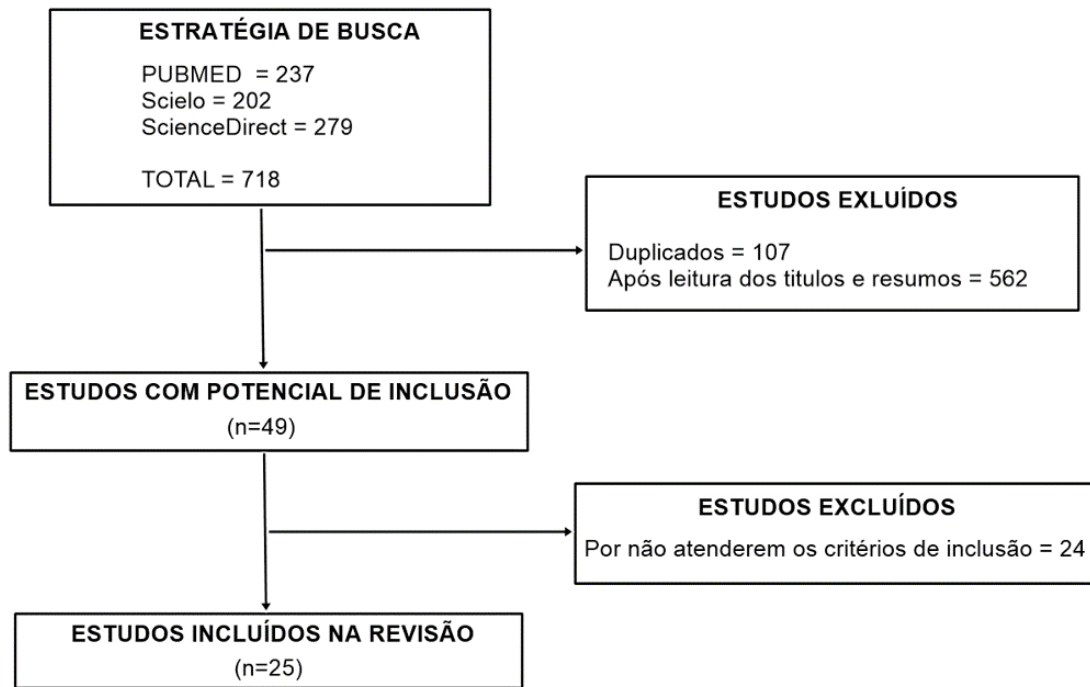 ESTRATÉGIA DE BUSCA
PUBMED = 237
Scielo = 202
ScienceDirect = 279
TOTAL = 718
ESTUDOS EXLUÍDOS
Duplicados = 107
Após leitura dos titulos e resumos = 562
ESTUDOS COM POTENCIAL DE INCLUSÃO
(n=49)
ESTUDOS EXCLUÍDOS
Por não atenderem os critérios de inclusão = 24
ESTUDOS INCLUÍDOS NA REVISÃO
(n=25)